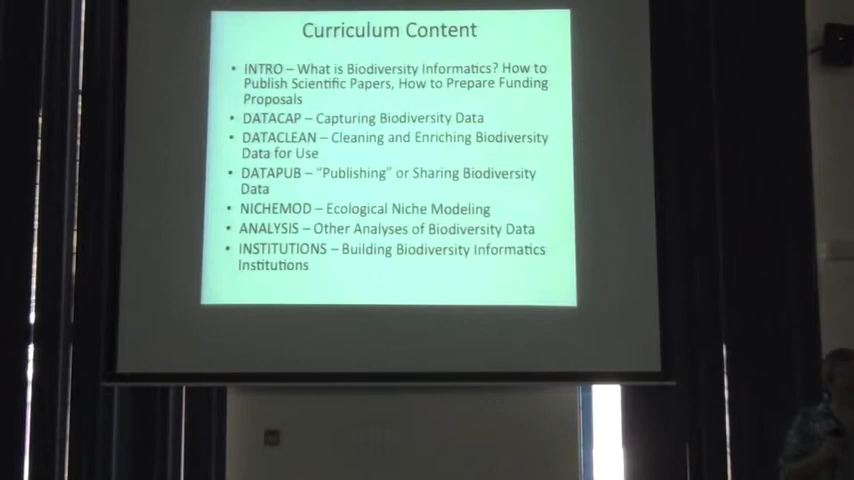 Curriculum Content
• INTRO – What is Biodiversity Informatics? How to
Publish Scientific Papers, How to Prepare Funding
Proposals
• DATACAP – Capturing Biodiversity Data
• DATACLEAN – Cleaning and Enriching Biodiversity
Data for Use
• DATAPUB – “Publishing” or Sharing Biodiversity
Data
• NICHEMOD – Ecological Niche Modeling
• ANALYSIS – Other Analyses of Biodiversity Data
• INSTITUTIONS – Building Biodiversity Informatics
Institutions